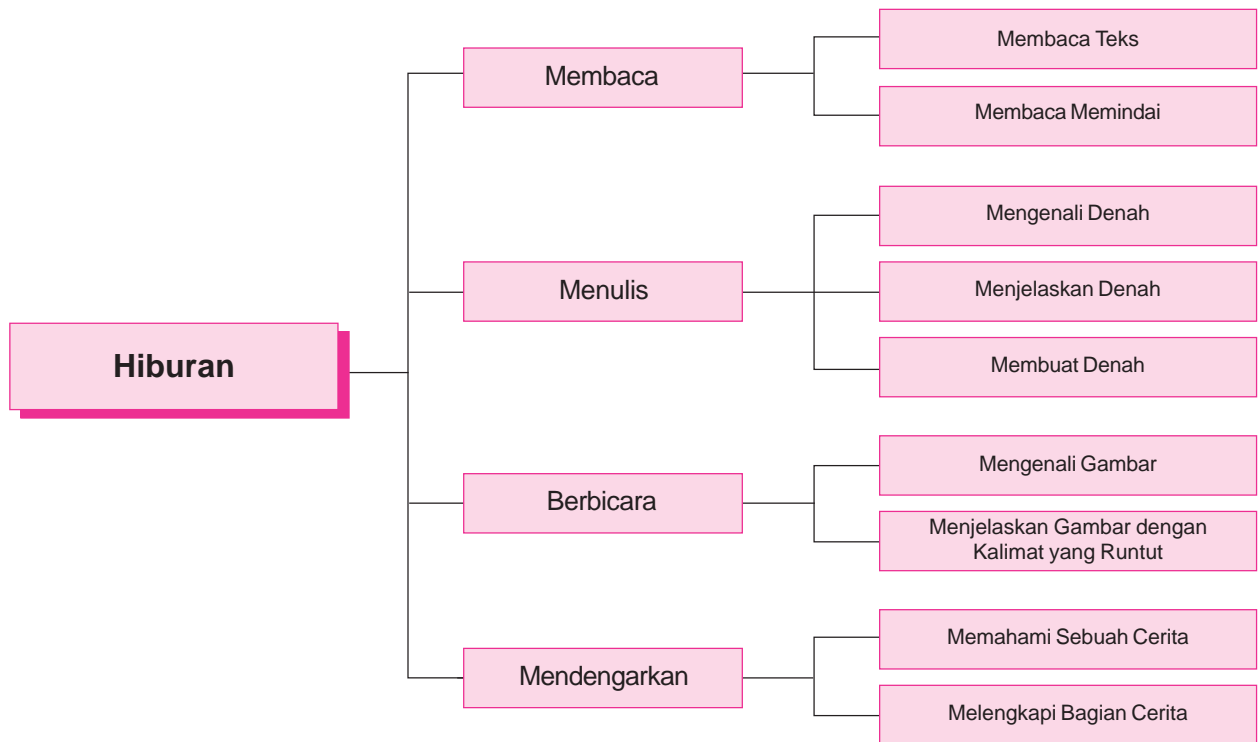 Hiburan
Membaca
Membaca Teks
Membaca Memindai
Menulis
Mengenali Denah
Menjelaskan Denah
Membuat Denah
Berbicara
Mengenali Gambar
Menjelaskan Gambar dengan
Kalimat yang Runtut
Mendengarkan
Memahami Sebuah Cerita
Melengkapi Bagian Cerita